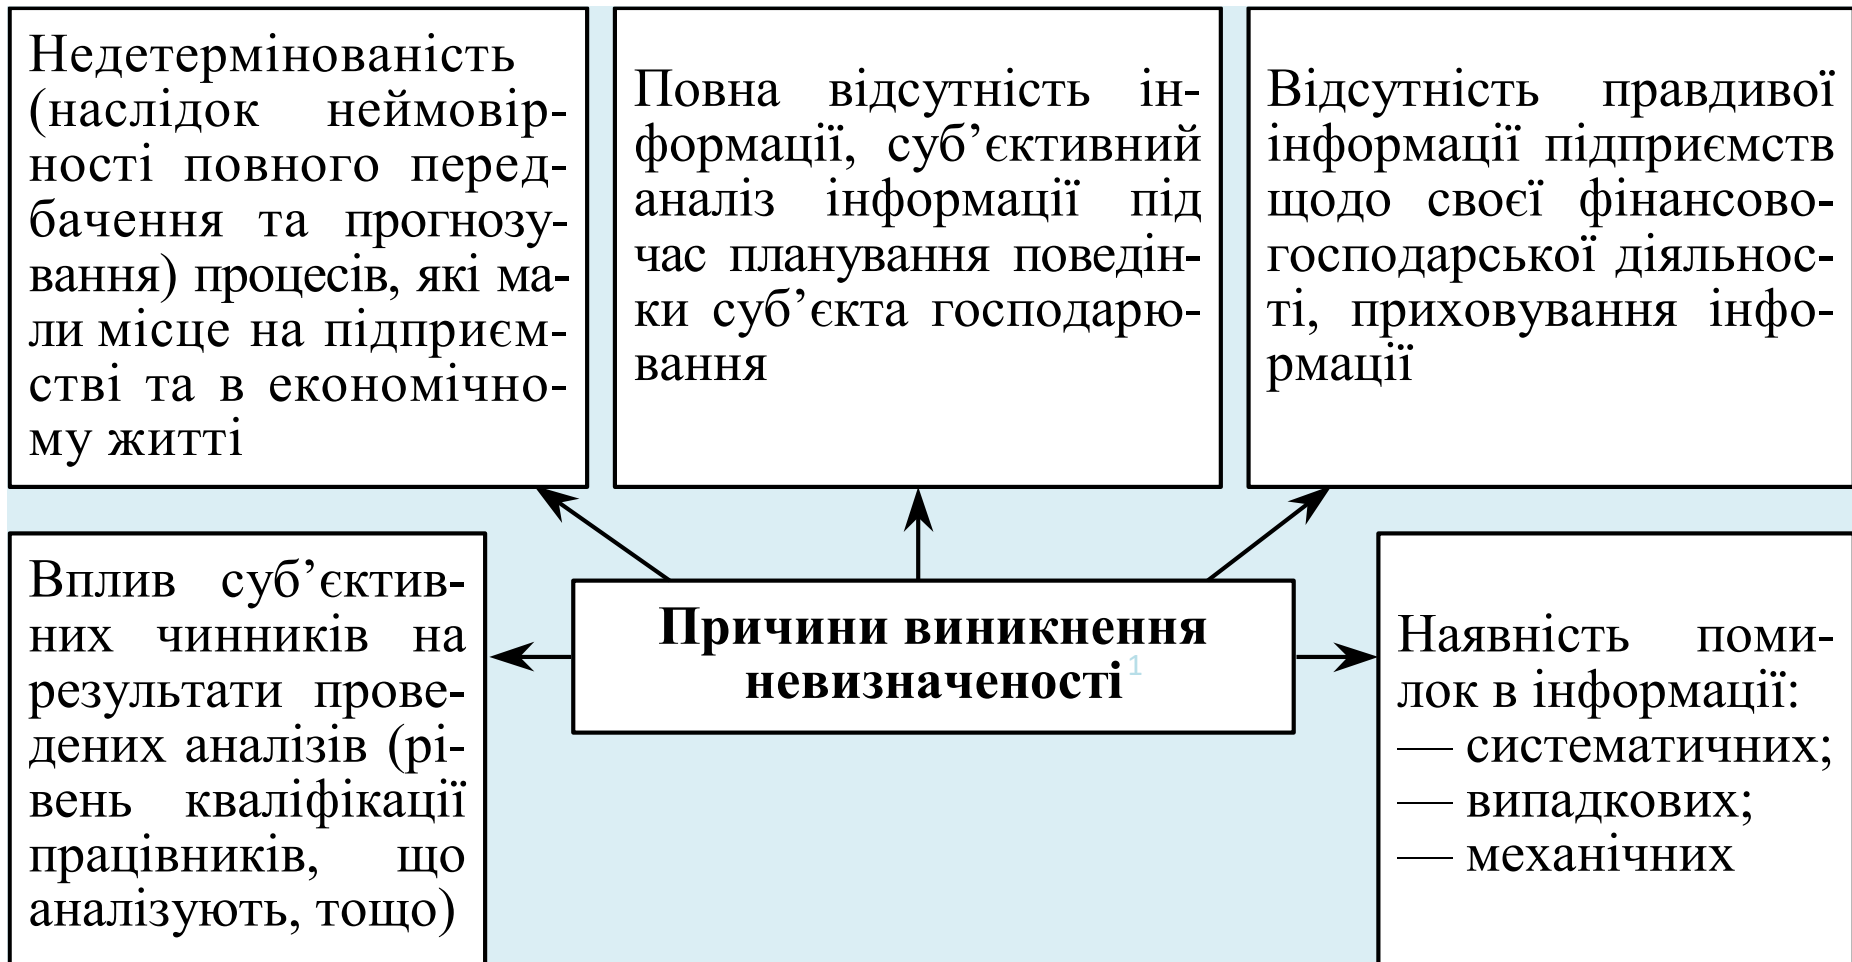 Недетермінованість
(наслідок неймовір-
ності повного перед-
бачення та прогнозу-
вання) процесів, які ма-
ли місце на підприєм-
стві та в економічно-
му житті
Повна відсутність ін-
формації, суб’єктивний
аналіз інформації під
час планування поведін-
ки суб’єкта господарю-
вання
Відсутність правдивої
інформації підприємств
щодо своєї фінансово-
господарської діяльнос-
ті, приховування інфо-
рмації
Вплив суб’єктив-
них чинників на
результати прове-
дених аналізів (рі-
вень кваліфікації
працівників, що
аналізують, тощо)
Причини виникнення
невизначеності 1
Наявність поми-
лок в інформації:
— систематичних;
— випадкових;
— механічних